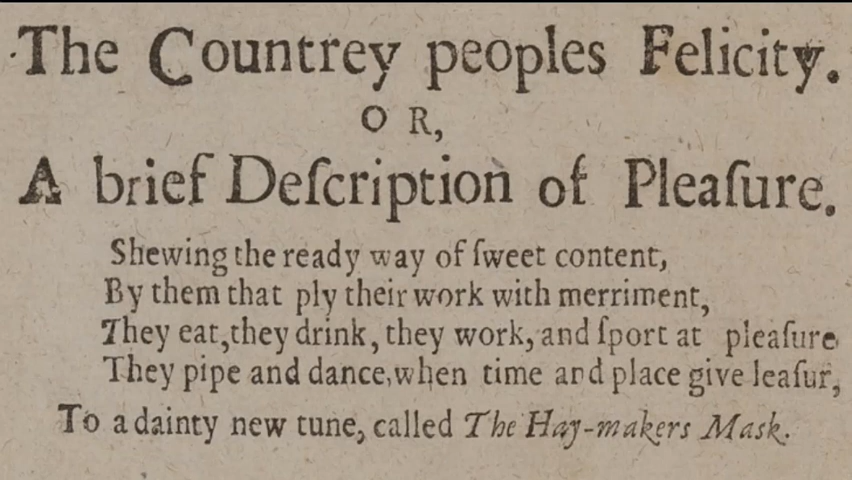 The Countrey peoples Felicity.
OR,
A brief Deſcription of Pleaſure.
Shewing the ready way of ſweet content,
By them that ply their work with merriment,
They eat,they drink, they work, and ſport at pleaſure
They pipe and dance,when time and place give leaſur,
To a dainty new tune, called The Hay-makers Mask.